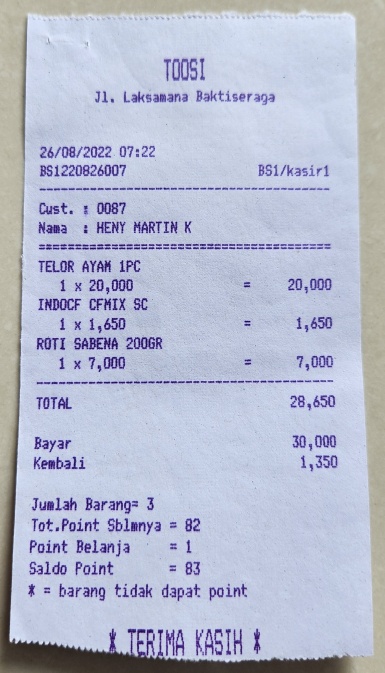 TOOSI
Jl. Laksamana Baktiseraga
26/08/2022 07:22
BS1220826007 BS1/kasir1
Cust. : 0087
Nama : HENY MARTIN K
TELOR AYAM 1PC
1 x 20,000 = 20,000
INDOCF CFMIX SC
1 x 1,650 = 1,650
ROTI SABENA 200GR
1 x 7,000 = 7,000
TOTAL 28,650
Bayar 30,000
Kembali 1,350
Jumlah Barang= 3
Tot.Point Sblmnya = 82
Point Belanja = 1
Saldo Point = 83
* = barang tidak dapat point
* TERIMA KASIH *